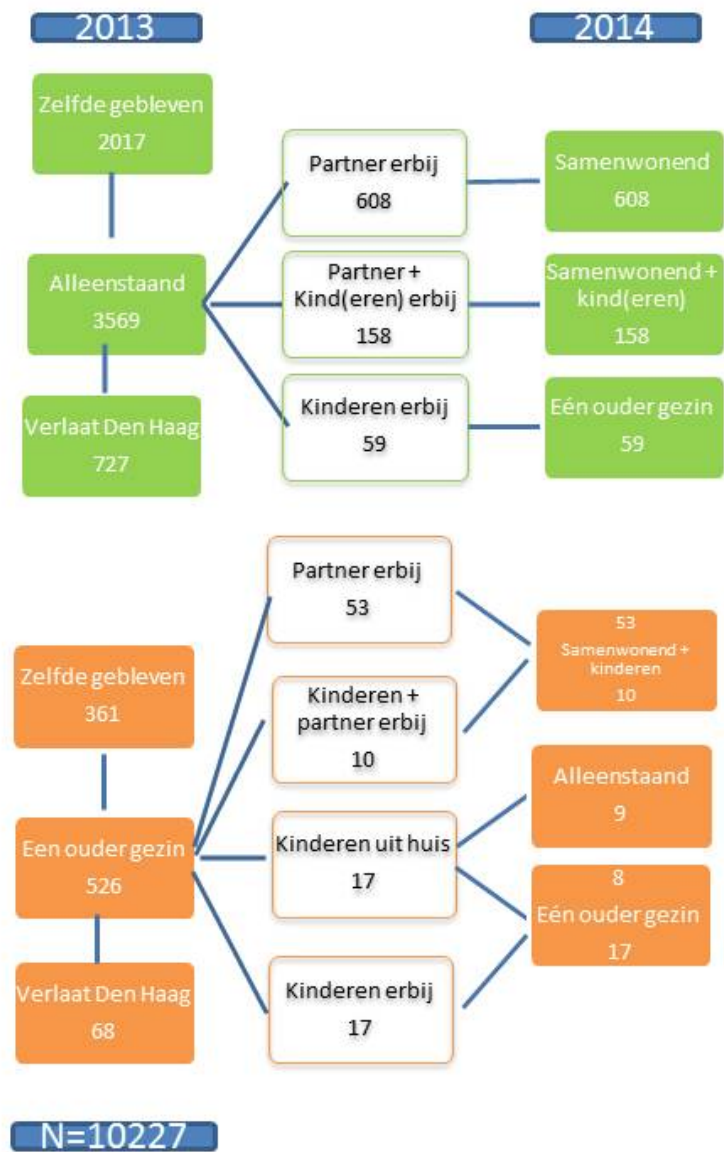 2013
2014
Zelfde gebleven
2017
Alleenstaand
3569
Verlaat Den Haag
727
Partner erbij
608
Partner +
Kind(eren) erbij
158
Kinderen erbij
59
Samenwonend
608
Samenwonend +
kind(eren)
158
Eén ouder gezin
59
Zelfde gebleven
361
Een ouder gezin
526
Verlaat Den Haag
68
Partner erbij
53
Kinderen +
partner erbij
10
Kinderen uit huis
17
Kinderen erbij
17
53
Samenwonend +
kinderen
10
Alleenstaand
9
8
Eén ouder gezin
17
N=10227